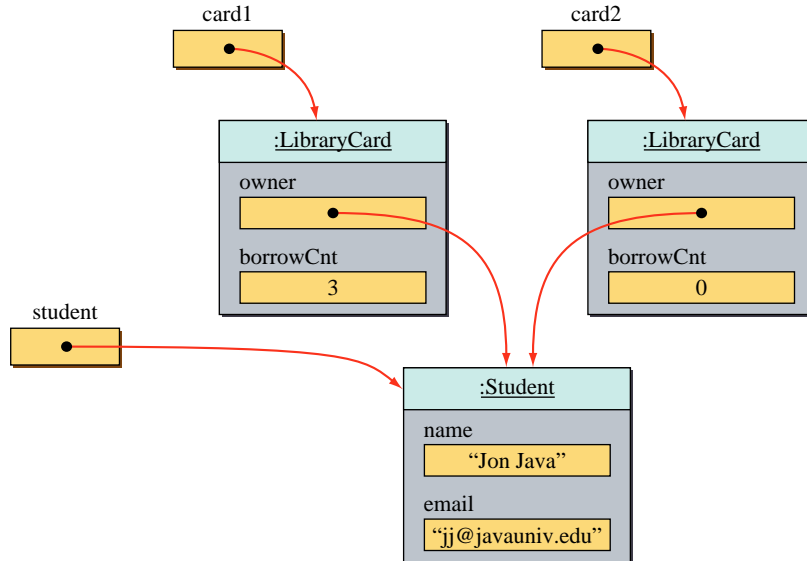 card1
card2
:LibraryCard
:LibraryCard
owner
owner
borrowCnt
borrowCnt
3
0
student
:Student
name
“Jon Java”
email
“jj@javauniv.edu”